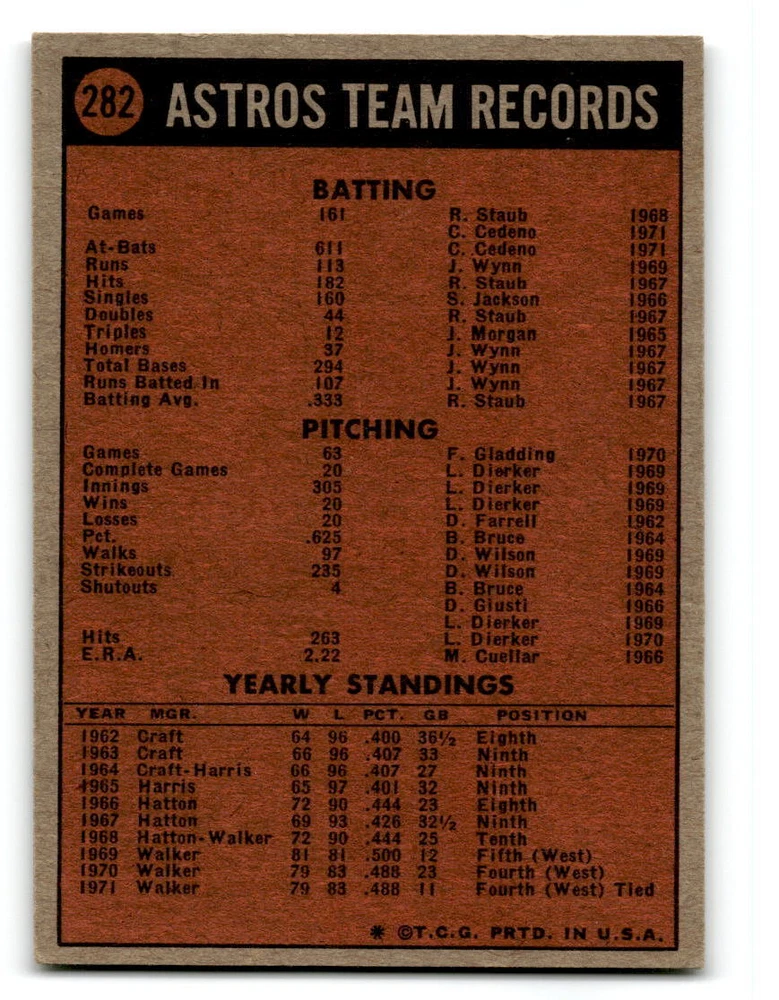 282 ASTROS TEAM RECORDS
BATTING
Games 161 R. Staub 1968
C. Cedeno 1971
At-Bats 611 C. Cedeno 1971
Runs 113 J. Wynn 1969
Hits 182 R. Staub 1967
Singles 160 S. Jackson 1966
Doubles 44 R. Staub 1967
Triples 12 J. Morgan 1965
Homers 37 J. Wynn 1967
Total Bases 294 J. Wynn 1967
Runs Batted In 107 J. Wynn 1967
Batting Avg. .333 R. Staub 1967
PITCHING
Games 63 F. Gladding 1970
Complete Games 20 L. Dierker 1969
Innings 305 L. Dierker 1969
Wins 20 L. Dierker 1969
Losses 20 D. Farrell 1962
Pct. .625 B. Bruce 1964
Walks 97 D. Wilson 1969
Strikeouts 235 D. Wilson 1969
Shutouts 4 B. Bruce 1964
D. Giusti 1966
L. Dierker 1969
Hits 263 L. Dierker 1970
E.R.A. 2.22 M. Cuellar 1966
YEARLY STANDINGS
YEAR MGR. W L PCT. GB POSITION
1962 Craft 64 96 .400 36½ Eighth
1963 Craft 66 96 .407 33 Ninth
1964 Craft-Harris 66 96 .407 27 Ninth
1965 Harris 65 97 .401 32 Ninth
1966 Hatton 72 90 .444 23 Eighth
1967 Hatton 69 93 .426 32½ Ninth
1968 Hatton-Walker 72 90 .444 25 Tenth
1969 Walker 81 81 .500 12 Fifth (West)
1970 Walker 79 83 .488 23 Fourth (West)
1971 Walker 79 83 .488 11 Fourth (West) Tied
* ©T.C.G. PRTD. IN U.S.A.